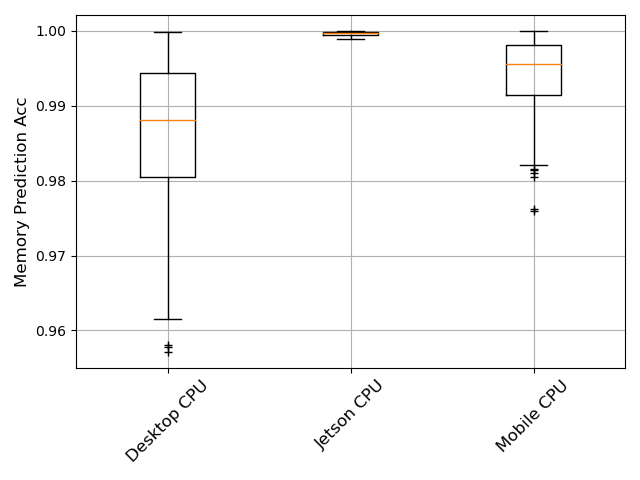 1.00
0.99
0.98
0.97
0.96
Memory Prediction Acc
Desktop CPU
Jetson CPU
Mobile CPU